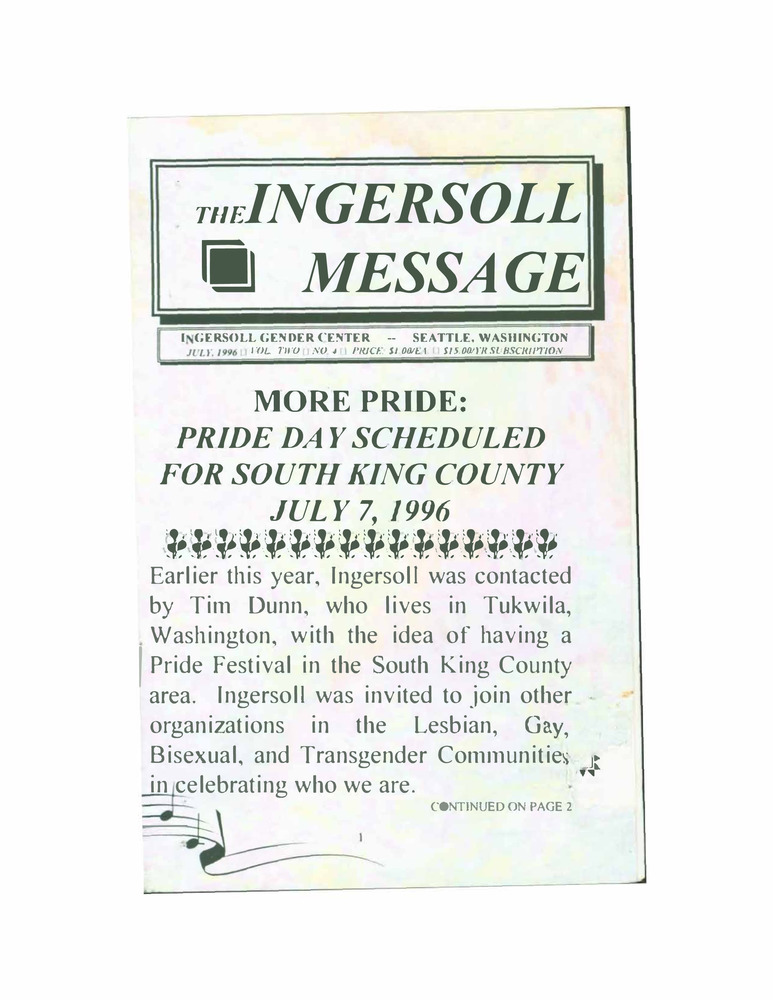 THE INGERSOLL
MESSAGE
INGERSOLL GENDER CENTER -- SEATTLE, WASHINGTON
JULY, 1996 VOL. TWO NO. 4 PRICE: $1.00/EA $15.00/YR SUBSCRIPTION
MORE PRIDE:
PRIDE DAY SCHEDULED
FOR SOUTH KING COUNTY
JULY 7, 1996
Earlier this year, Ingersoll was contacted
by Tim Dunn, who lives in Tukwila,
Washington, with the idea of having a
Pride Festival in the South King County
area. Ingersoll was invited to join other
organizations in the Lesbian, Gay,
Bisexual, and Transgender Communities
in celebrating who we are.
CONTINUED ON PAGE 2
1